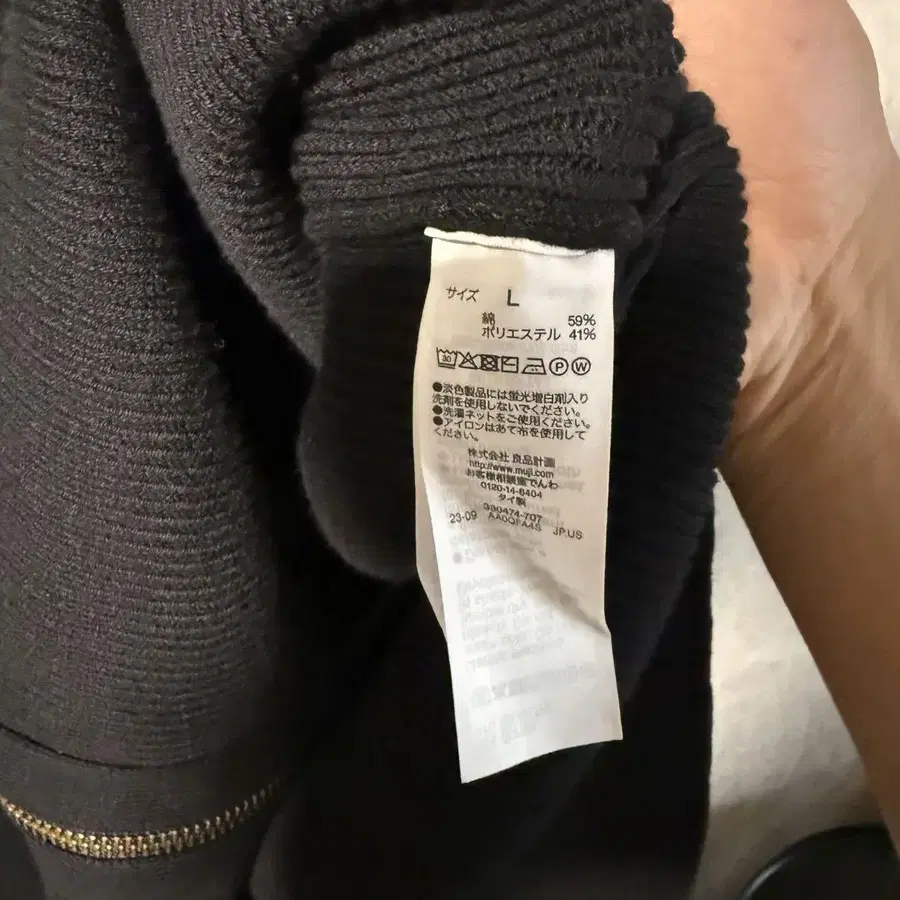 サイズ L
綿 59%
ポリエステル 41%
30
P W
●淡色製品には蛍光増白剤入り
洗剤を使用しないでください。
●洗濯ネットをご使用ください。
●アイロンはあて布を使用して
ください。
株式会社 良品計画
http://www.muji.com
お客様相談室でんわ
0120-14-6404
タイ製
330474-707
23-09 JP.US